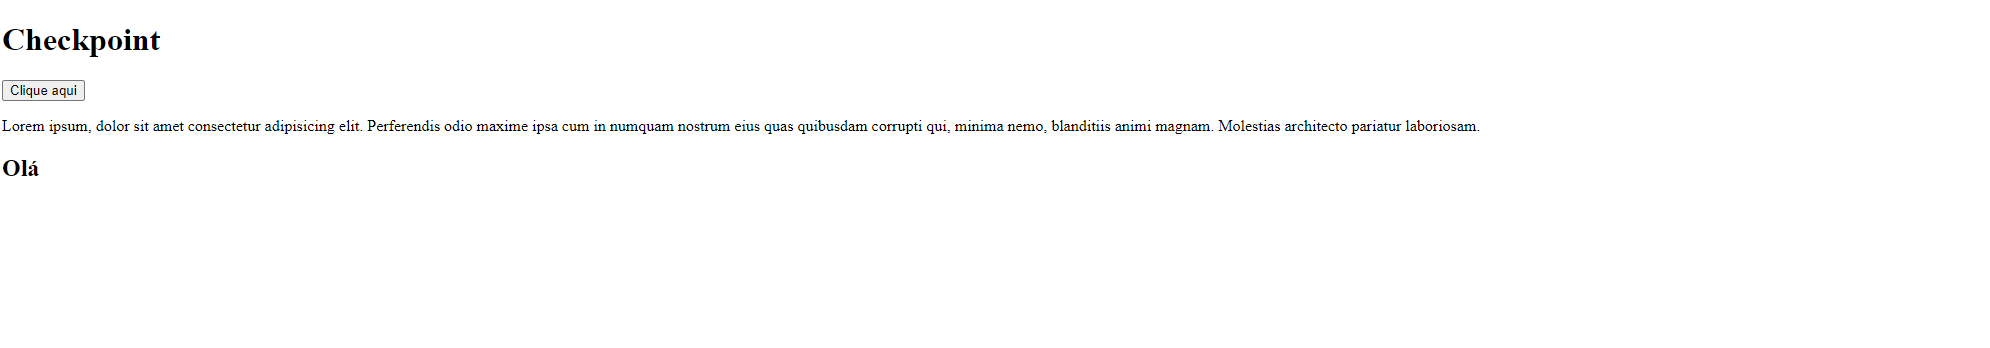 Checkpoint
Clique aqui
Lorem ipsum, dolor sit amet consectetur adipisicing elit. Perferendis odio maxime ipsa cum in numquam nostrum eius quas quibusdam corrupti qui, minima nemo, blanditiis animi magnam. Molestias architecto pariatur laboriosam.
Olá